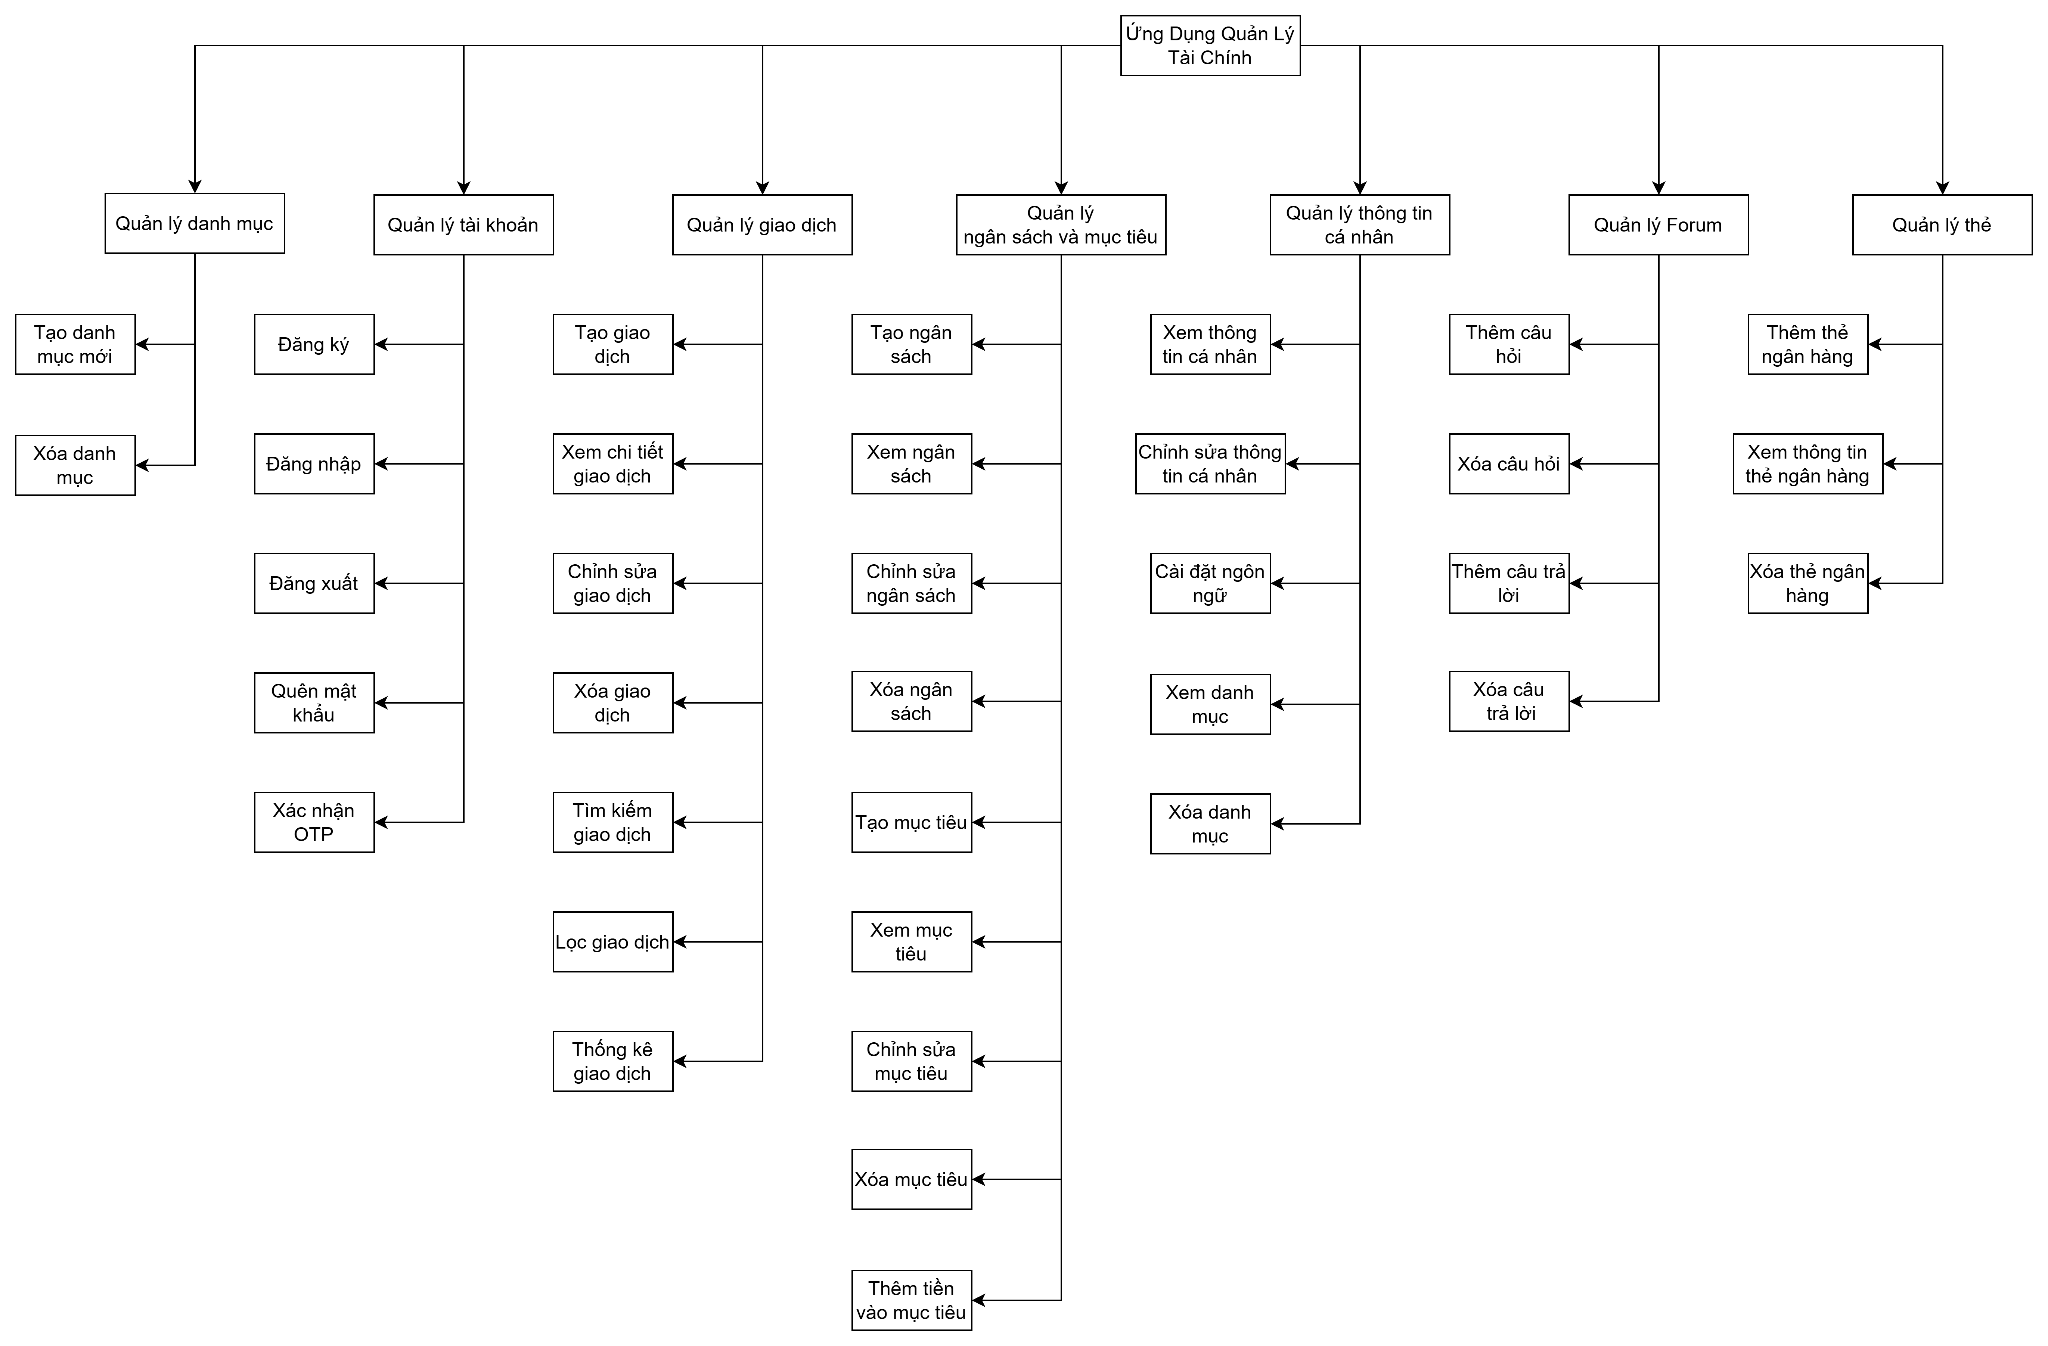 Ứng Dụng Quản Lý
Tài Chính
Quản lý danh mục
Tạo danh
mục mới
Xóa danh
mục
Quản lý tài khoản
Đăng ký
Đăng nhập
Đăng xuất
Quên mật
khẩu
Xác nhận
OTP
Quản lý giao dịch
Tạo giao
dịch
Xem chi tiết
giao dịch
Chỉnh sửa
giao dịch
Xóa giao
dịch
Tìm kiếm
giao dịch
Lọc giao dịch
Thống kê
giao dịch
Quản lý
ngân sách và mục tiêu
Tạo ngân
sách
Xem ngân
sách
Chỉnh sửa
ngân sách
Xóa ngân
sách
Tạo mục tiêu
Xem mục
tiêu
Chỉnh sửa
mục tiêu
Xóa mục tiêu
Thêm tiền
vào mục tiêu
Quản lý thông tin
cá nhân
Xem thông
tin cá nhân
Chỉnh sửa thông
tin cá nhân
Cài đặt ngôn
ngữ
Xem danh
mục
Xóa danh
mục
Quản lý Forum
Thêm câu
hỏi
Xóa câu hỏi
Thêm câu trả
lời
Xóa câu
trả lời
Quản lý thẻ
Thêm thẻ
ngân hàng
Xem thông tin
thẻ ngân hàng
Xóa thẻ ngân
hàng